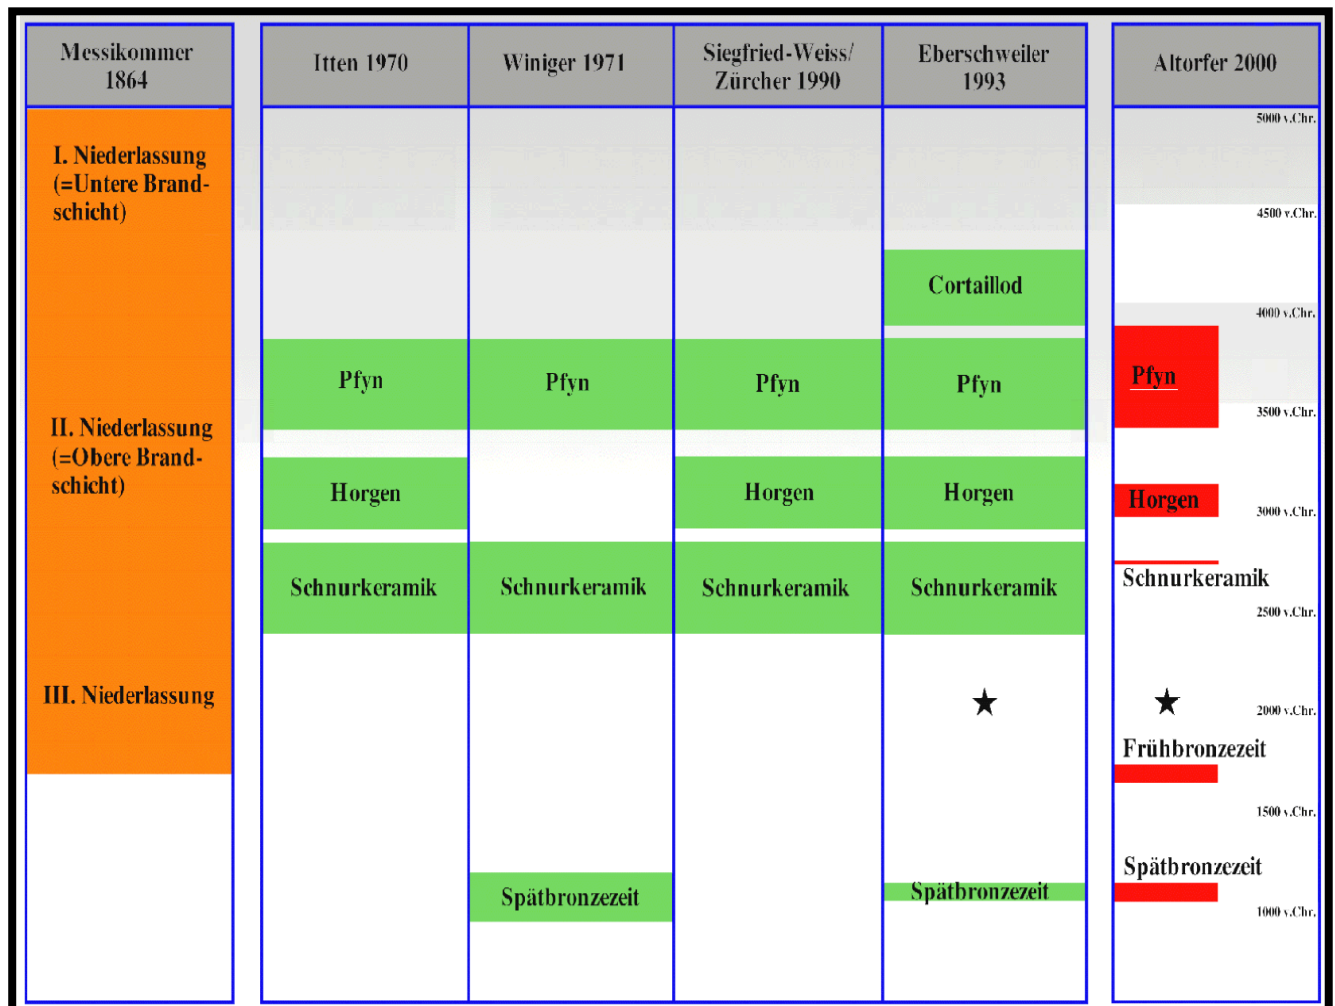 Messikommer
1864
Itten 1970
Winiger 1971
Siegfried-Weiss/
Zürcher 1990
Eberschweiler
1993
Altorfer 2000
I. Niederlassung
(=Untere Brand-
schicht)
II. Niederlassung
(=Obere Brand-
schicht)
III. Niederlassung
Pfyn
Horgen
Schnurkeramik
Pfyn
Schnurkeramik
Spätbronzezeit
Pfyn
Horgen
Schnurkeramik
Cortaillod
Pfyn
Horgen
Schnurkeramik
Spätbronzezeit
5000 v.Chr.
4500 v.Chr.
4000 v.Chr.
Pfyn
3500 v.Chr.
Horgen
3000 v.Chr.
Schnurkeramik
2500 v.Chr.
2000 v.Chr.
Frühbronzezeit
1500 v.Chr.
Spätbronzezeit
1000 v.Chr.